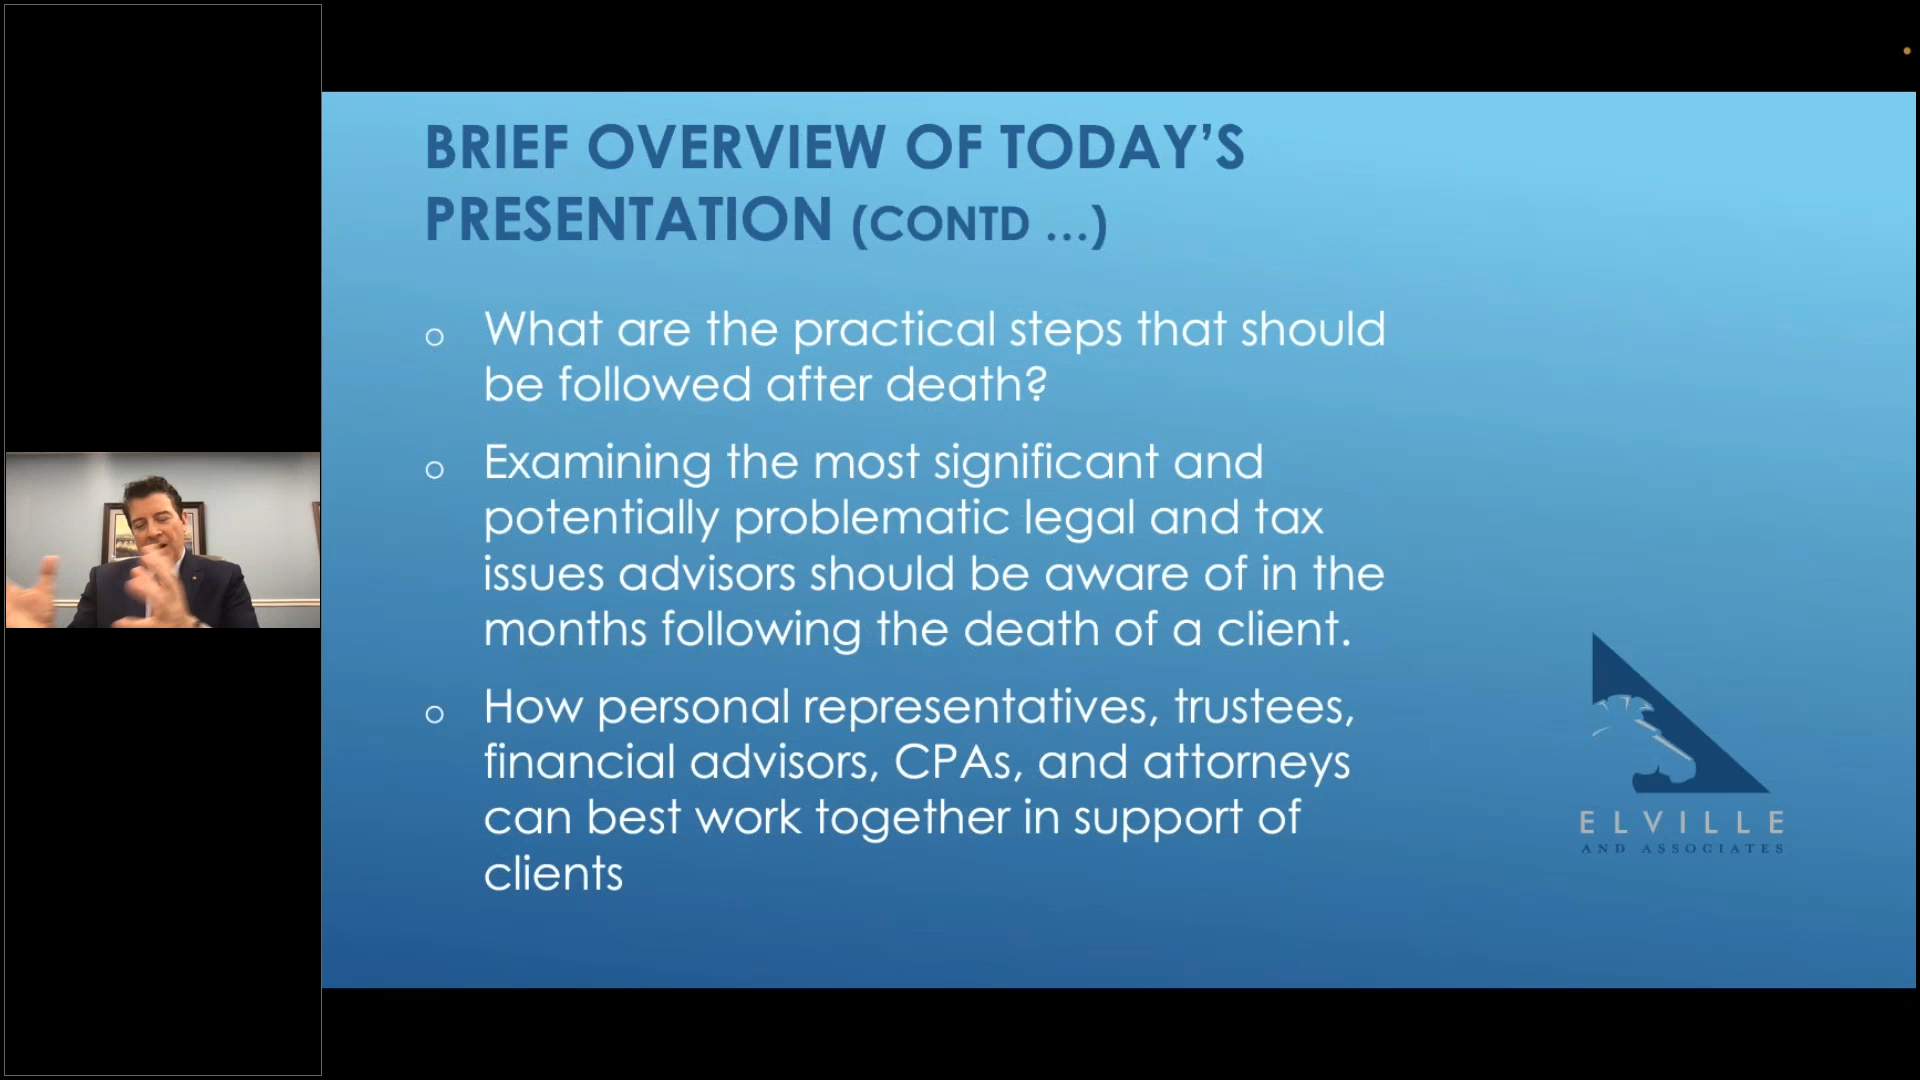 BRIEF OVERVIEW OF TODAY'S
PRESENTATION (CONTD ...)
o What are the practical steps that should
be followed after death?
o Examining the most significant and
potentially problematic legal and tax
issues advisors should be aware of in the
months following the death of a client.
o How personal representatives, trustees,
financial advisors, CPAs, and attorneys
can best work together in support of
clients
ELVILLE
AND ASSOCIATES